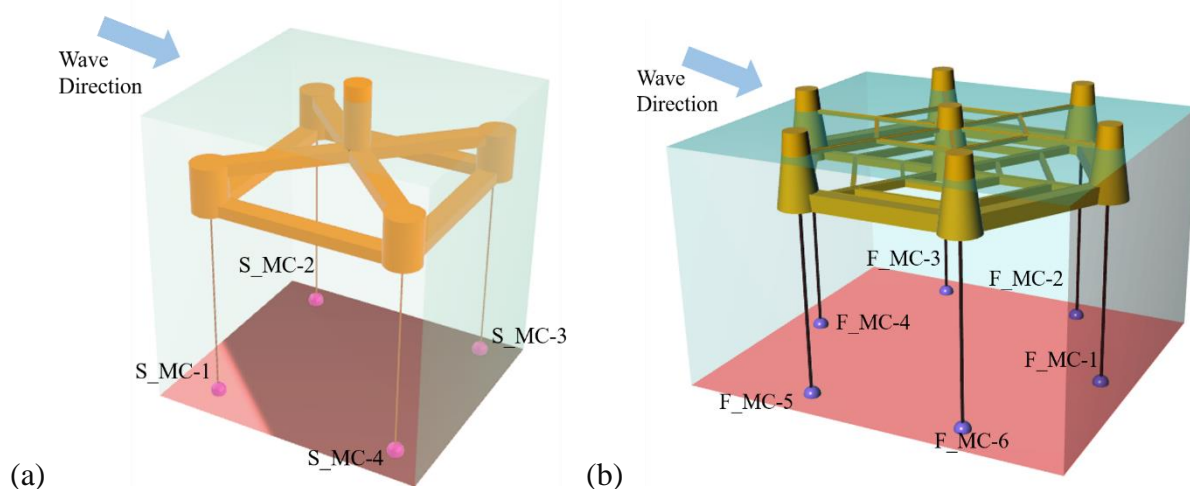 Wave
Direction
S_MC-2
S_MC-3
S_MC-1
S_MC-4
(a)
Wave
Direction
F_MC-3
F_MC-2
F_MC-4
F_MC-1
F_MC-5
F_MC-6
(b)